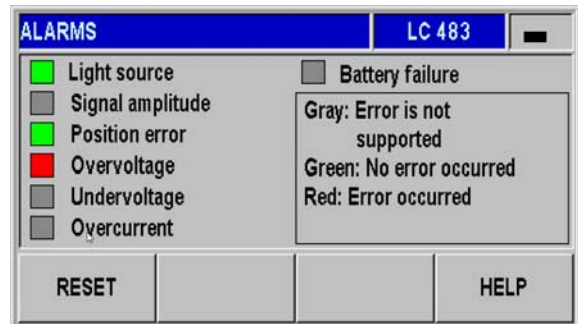 ALARMS
LC 483
Light source
Signal amplitude
Position error
Overvoltage
Undervoltage
Overcurrent
Battery failure
Gray: Error is not
supported
Green: No error occurred
Red: Error occurred
RESET
HELP